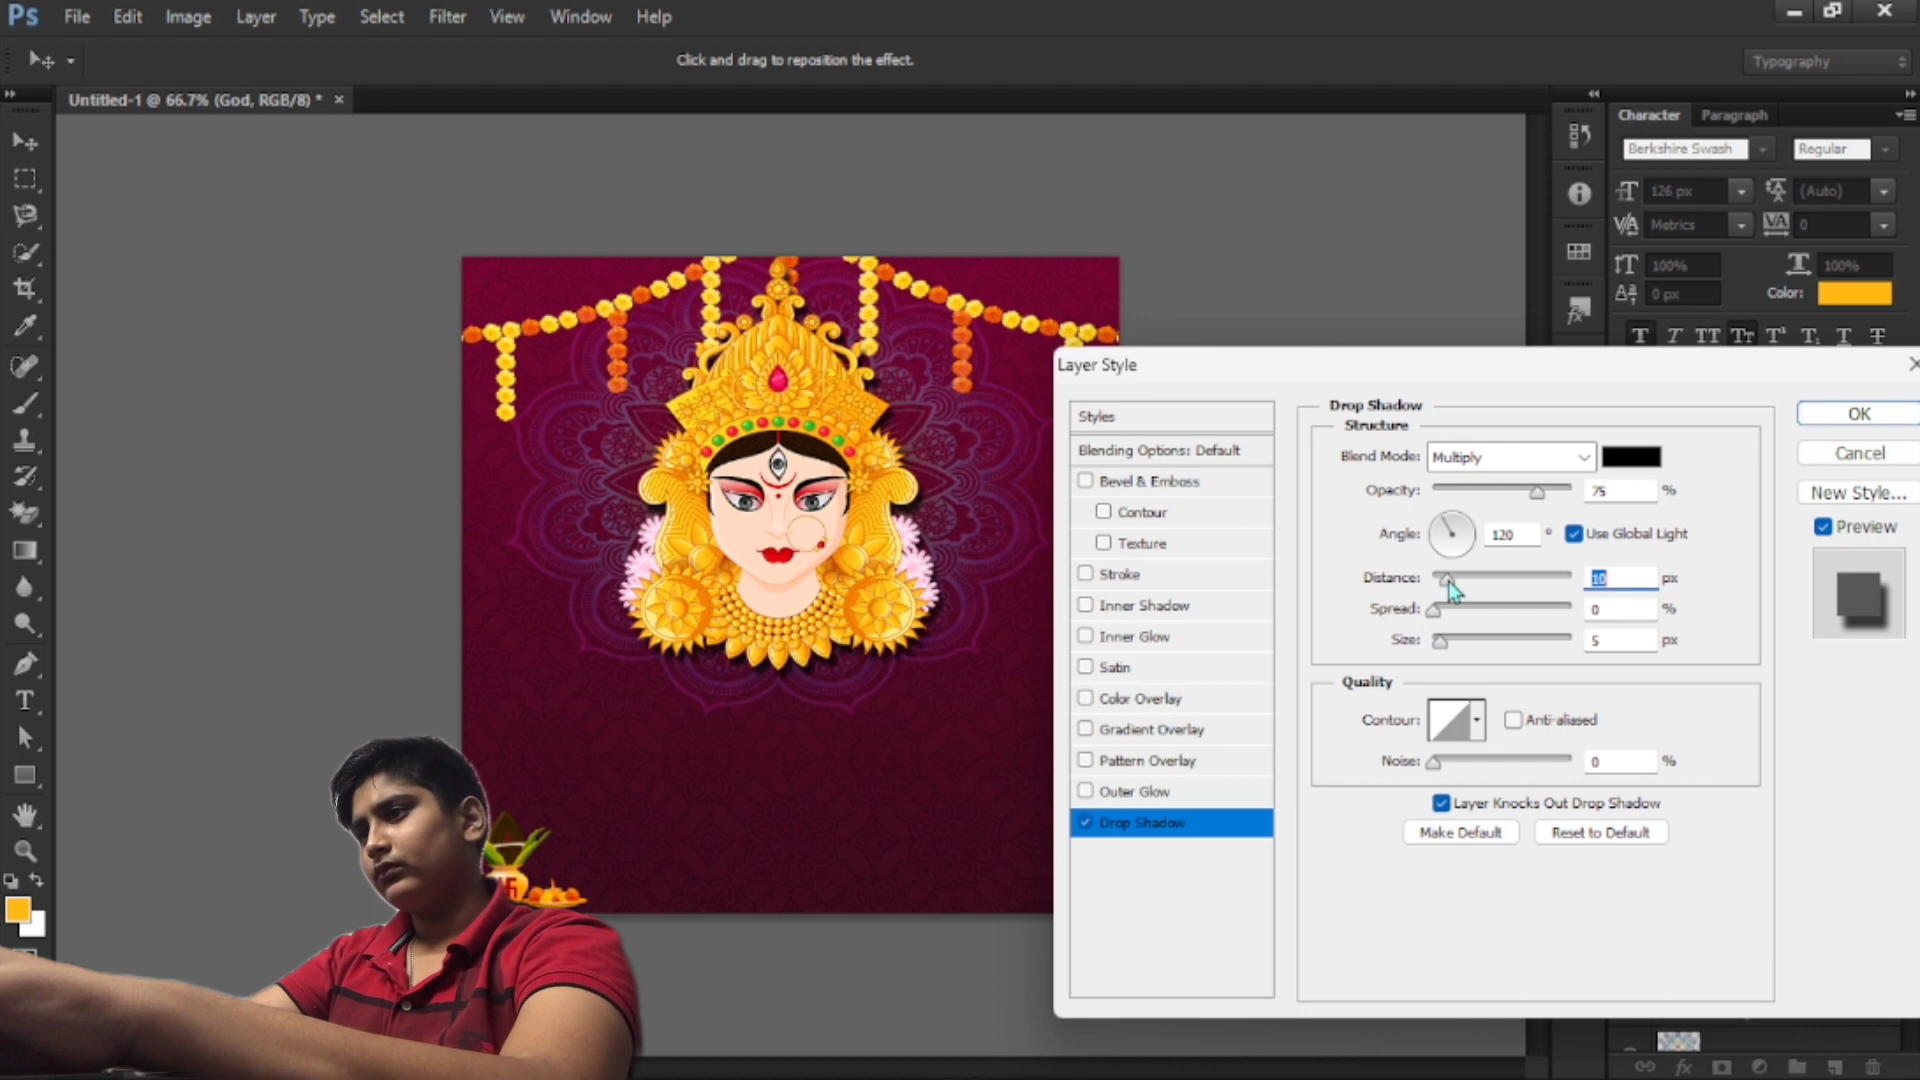 Ps File Edit Image Layer Type Select Filter View Window Help
Click and drag to reposition the effect.
Typography
Untitled-1 @ 66.7% (God, RGB/8) * ×
Character Paragraph
Berkshire Swash Regular
126 px (Auto)
Metrics 0
100% 100%
0 px Color:
Layer Style
Styles
Blending Options: Default
Bevel & Emboss
Contour
Texture
Stroke
Inner Shadow
Inner Glow
Satin
Color Overlay
Gradient Overlay
Pattern Overlay
Outer Glow
Drop Shadow
Drop Shadow
Structure
Blend Mode: Multiply
Opacity: 75 %
Angle: 120 ° Use Global Light
Distance: 10 px
Spread: 0 %
Size: 5 px
Quality
Contour: Anti-aliased
Noise: 0 %
Layer Knocks Out Drop Shadow
Make Default Reset to Default
OK
Cancel
New Style...
Preview